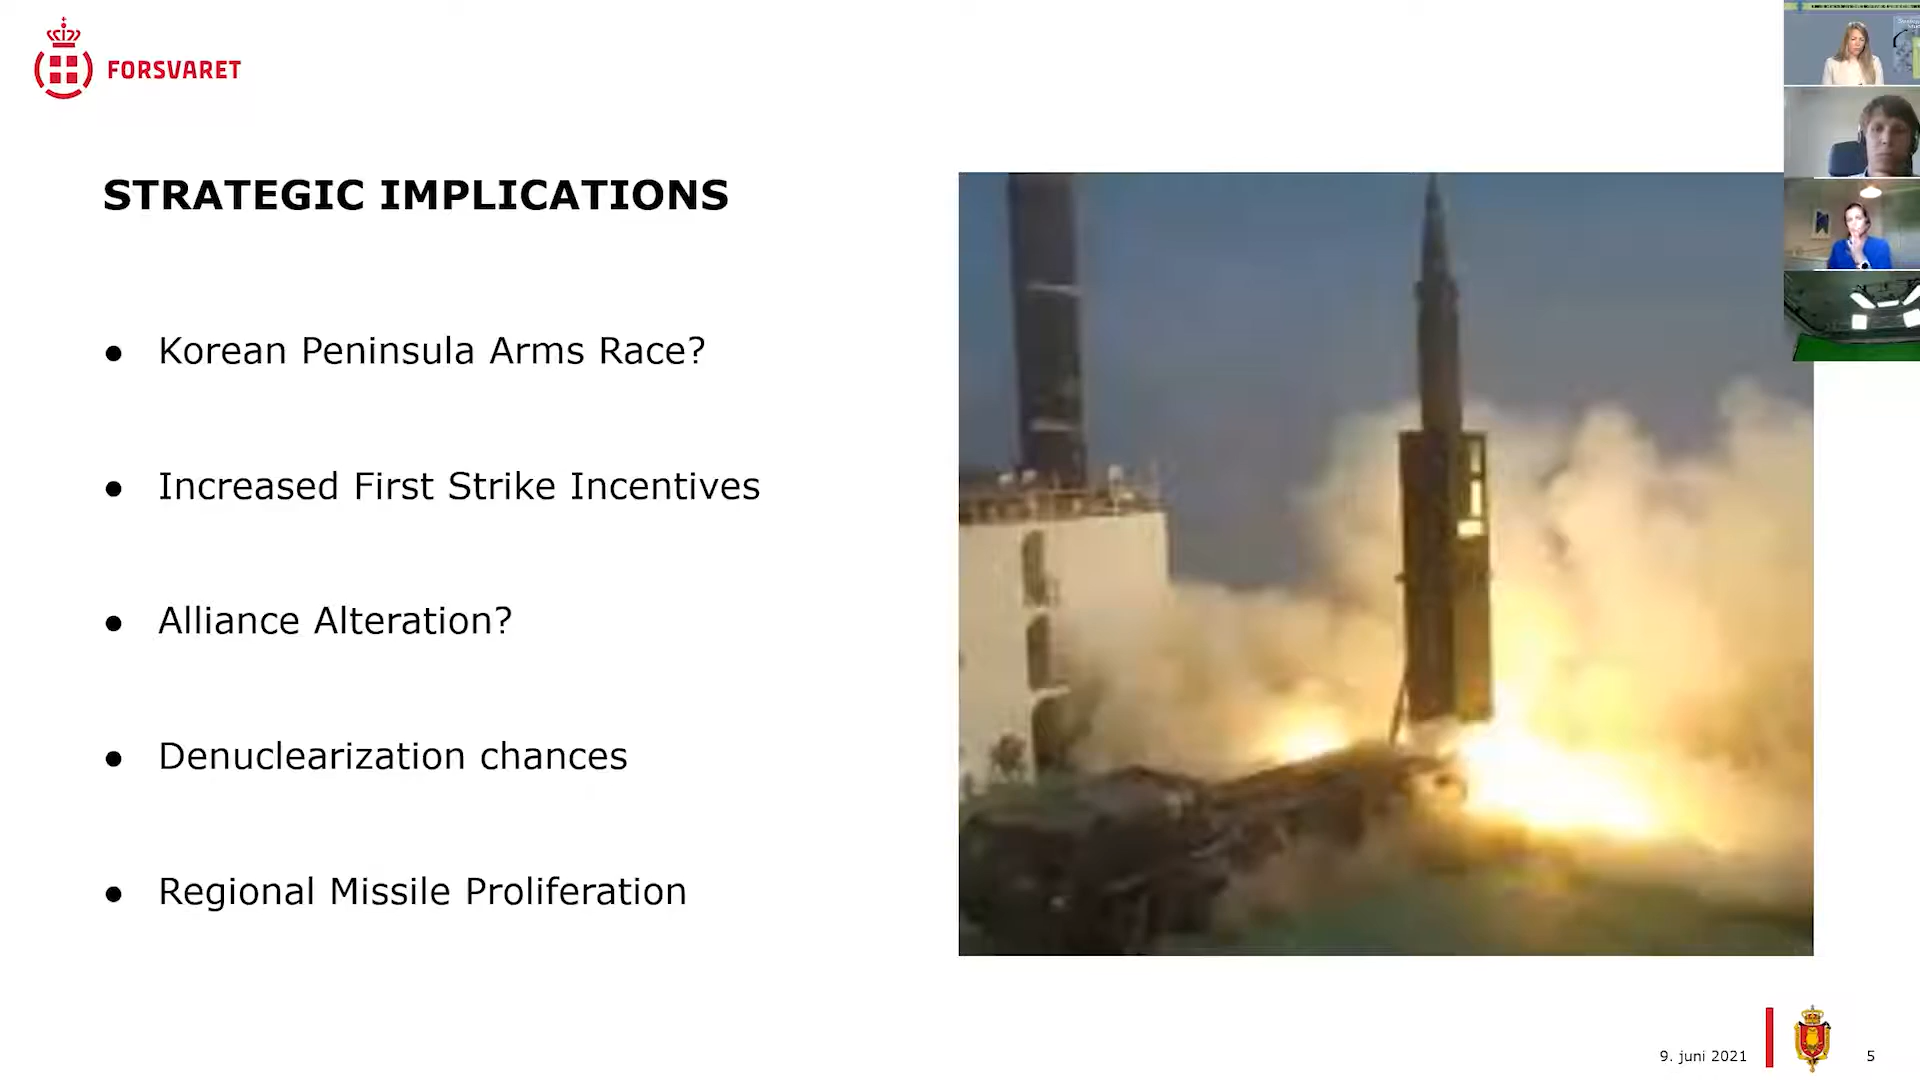 FORSVARET
STRATEGIC IMPLICATIONS
● Korean Peninsula Arms Race?
● Increased First Strike Incentives
● Alliance Alteration?
● Denuclearization chances
● Regional Missile Proliferation
9. juni 2021
5